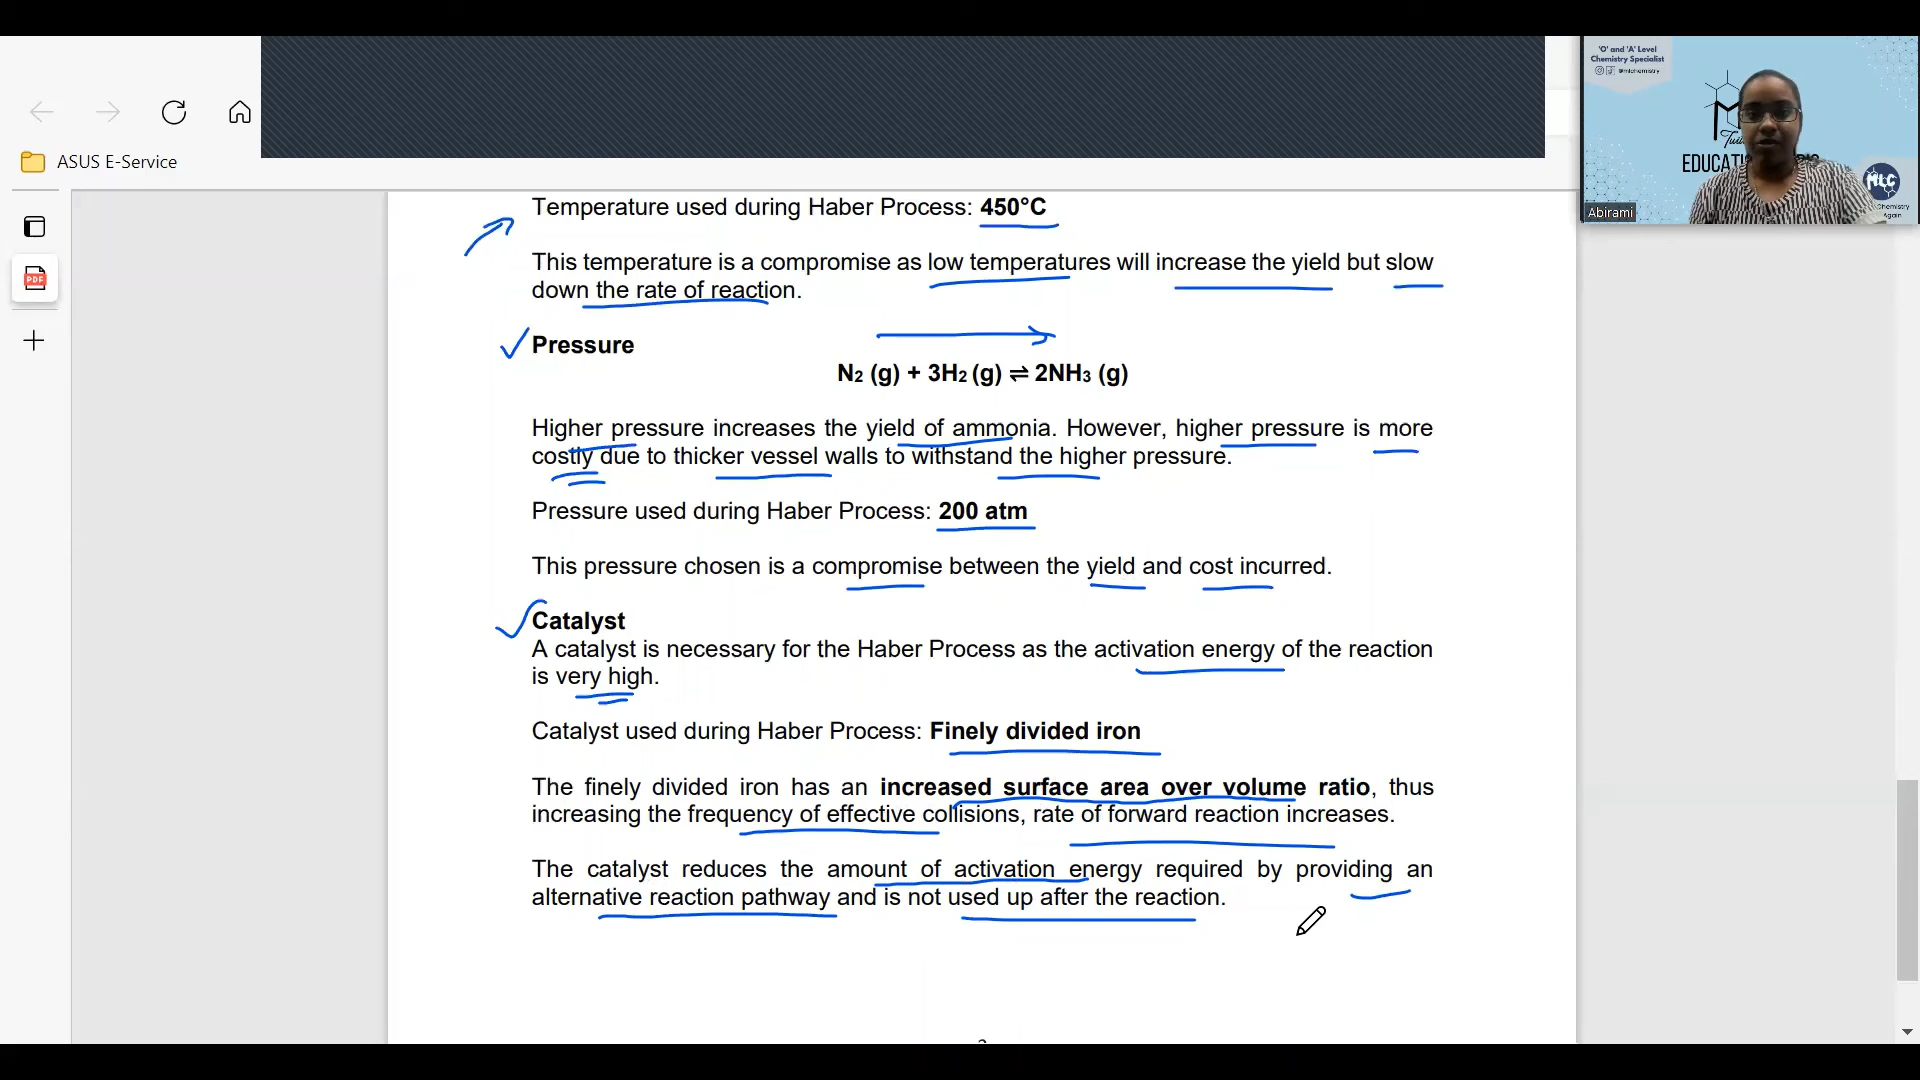 'O' and 'A' Level
Chemistry Specialist
@mlchemistry
ASUS E-Service
EDUCATI
MLC
Abirami
Chemistry
Again
PDF
Temperature used during Haber Process: 450°C
This temperature is a compromise as low temperatures will increase the yield but slow
down the rate of reaction.
Pressure
N₂ (g) + 3H₂ (g) ⇌ 2NH₃ (g)
Higher pressure increases the yield of ammonia. However, higher pressure is more
costly due to thicker vessel walls to withstand the higher pressure.
Pressure used during Haber Process: 200 atm
This pressure chosen is a compromise between the yield and cost incurred.
Catalyst
A catalyst is necessary for the Haber Process as the activation energy of the reaction
is very high.
Catalyst used during Haber Process: Finely divided iron
The finely divided iron has an increased surface area over volume ratio, thus
increasing the frequency of effective collisions, rate of forward reaction increases.
The catalyst reduces the amount of activation energy required by providing an
alternative reaction pathway and is not used up after the reaction.